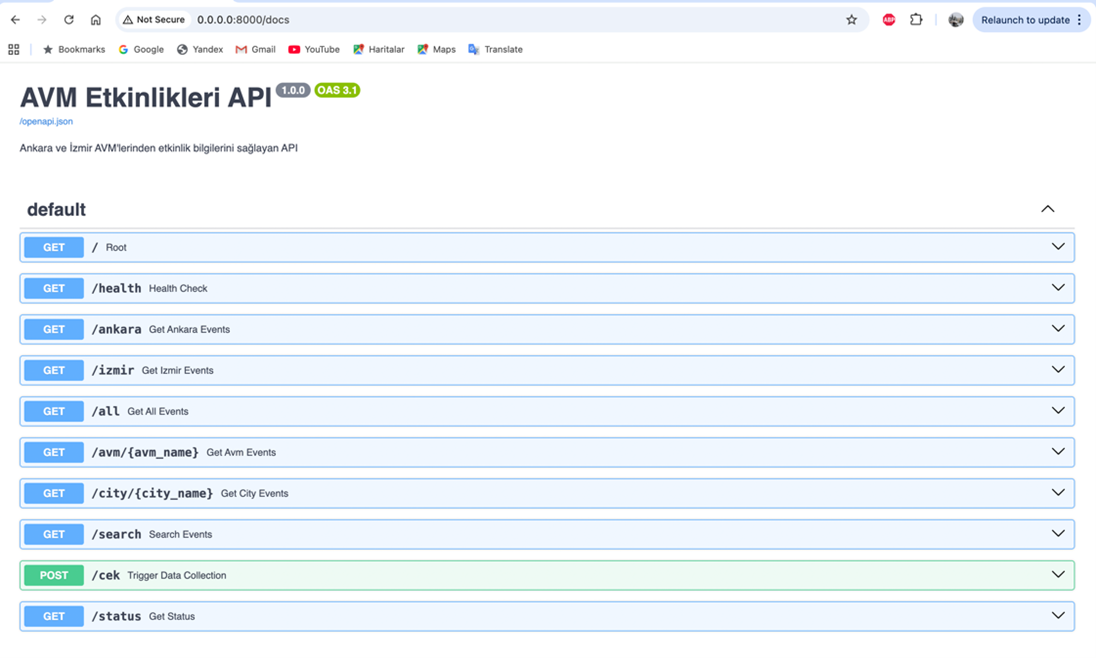 Not Secure 0.0.0.0:8000/docs ABP Relaunch to update
Bookmarks Google Yandex Gmail YouTube Haritalar Maps Translate
AVM Etkinlikleri API 1.0.0 OAS 3.1
/openapi.json
Ankara ve İzmir AVM'lerinden etkinlik bilgilerini sağlayan API
default
GET / Root
GET /health Health Check
GET /ankara Get Ankara Events
GET /izmir Get Izmir Events
GET /all Get All Events
GET /avm/{avm_name} Get Avm Events
GET /city/{city_name} Get City Events
GET /search Search Events
POST /cek Trigger Data Collection
GET /status Get Status